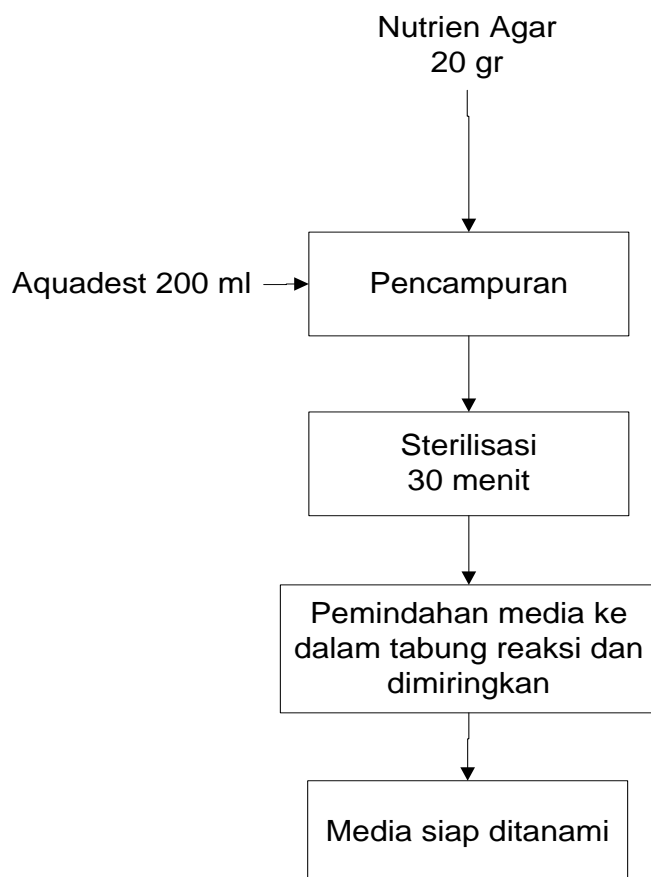 Nutrien Agar
20 gr
Aquadest 200 ml
Pencampuran
Sterilisasi
30 menit
Pemindahan media ke
dalam tabung reaksi dan
dimiringkan
Media siap ditanami